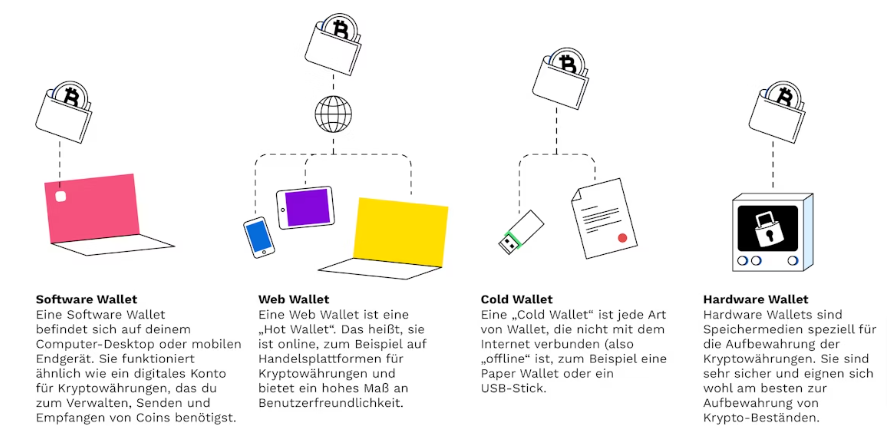 Software Wallet
Eine Software Wallet
befindet sich auf deinem
Computer-Desktop oder mobilen
Endgerät. Sie funktioniert
ähnlich wie ein digitales Konto
für Kryptowährungen, das du
zum Verwalten, Senden und
Empfangen von Coins benötigst.
Web Wallet
Eine Web Wallet ist eine
„Hot Wallet“. Das heißt, sie
ist online, zum Beispiel auf
Handelsplattformen für
Kryptowährungen und
bietet ein hohes Maß an
Benutzerfreundlichkeit.
Cold Wallet
Eine „Cold Wallet“ ist jede Art
von Wallet, die nicht mit dem
Internet verbunden (also
„offline“ ist, zum Beispiel eine
Paper Wallet oder ein
USB-Stick.
Hardware Wallet
Hardware Wallets sind
Speichermedien speziell für
die Aufbewahrung der
Kryptowährungen. Sie sind
sehr sicher und eignen sich
wohl am besten zur
Aufbewahrung von
Krypto-Beständen.